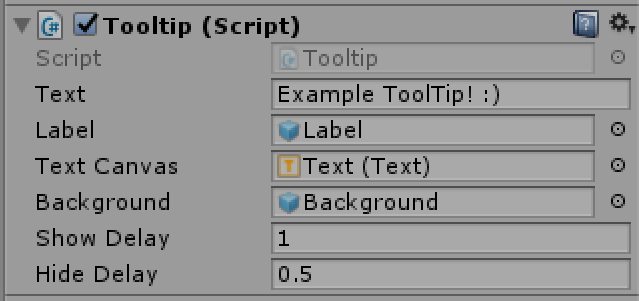 Tooltip (Script)
Script Tooltip
Text Example ToolTip! :)
Label Label
Text Canvas Text (Text)
Background Background
Show Delay 1
Hide Delay 0.5